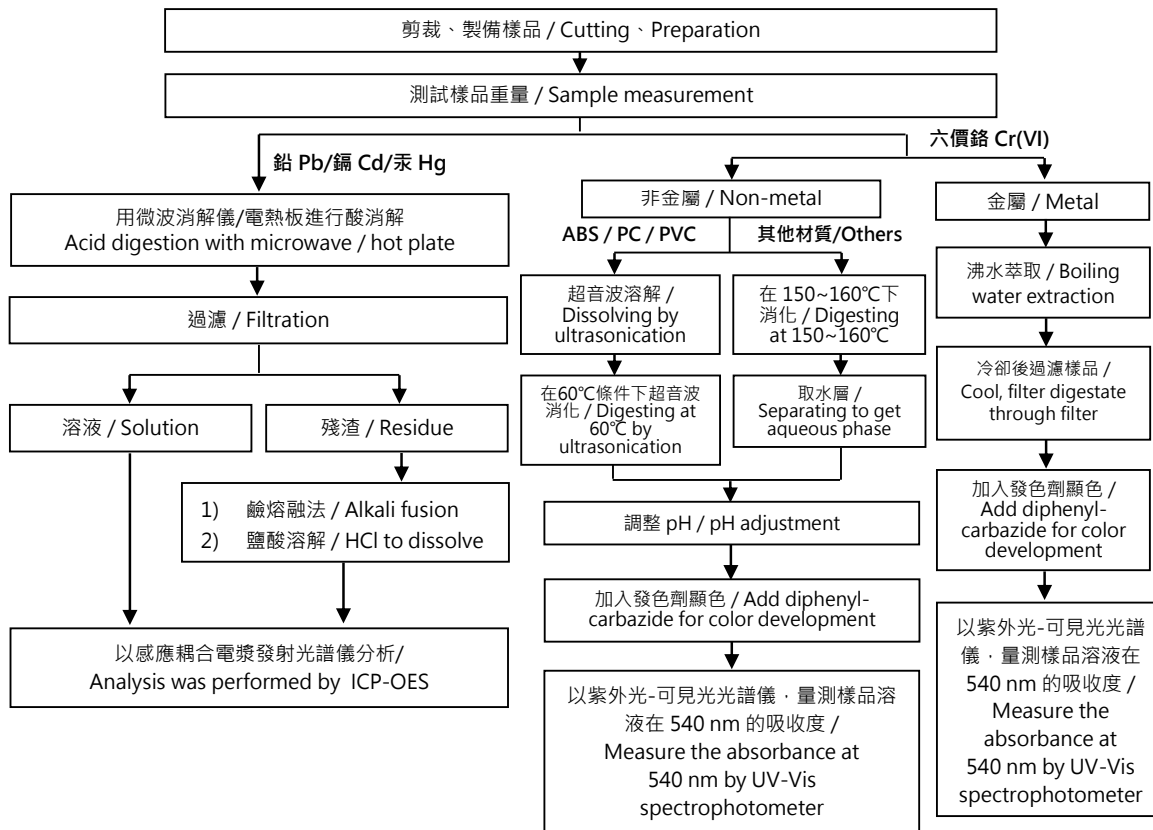 剪裁、製備樣品 / Cutting、Preparation
測試樣品重量 / Sample measurement
鉛 Pb/鎘 Cd/汞 Hg
用微波消解儀/電熱板進行酸消解
Acid digestion with microwave / hot plate
過濾 / Filtration
溶液 / Solution
殘渣 / Residue
1) 鹼熔融法 / Alkali fusion
2) 鹽酸溶解 / HCl to dissolve
以感應耦合電漿發射光譜儀分析/
Analysis was performed by ICP-OES
六價鉻 Cr(VI)
非金屬 / Non-metal
ABS / PC / PVC
超音波溶解 /
Dissolving by
ultrasonication
在60℃條件下超音波
消化 / Digesting at
60℃ by
ultrasonication
其他材質/Others
在 150~160℃下
消化 / Digesting
at 150~160℃
取水層 /
Separating to get
aqueous phase
調整 pH / pH adjustment
加入發色劑顯色 / Add diphenyl-
carbazide for color development
以紫外光-可見光光譜儀，量測樣品溶
液在 540 nm 的吸收度 /
Measure the absorbance at
540 nm by UV-Vis
spectrophotometer
金屬 / Metal
沸水萃取 / Boiling
water extraction
冷卻後過濾樣品 /
Cool, filter digestate
through filter
加入發色劑顯色 /
Add diphenyl-
carbazide for color
development
以紫外光-可見光光譜
儀，量測樣品溶液在
540 nm 的吸收度 /
Measure the
absorbance at
540 nm by UV-Vis
spectrophotometer